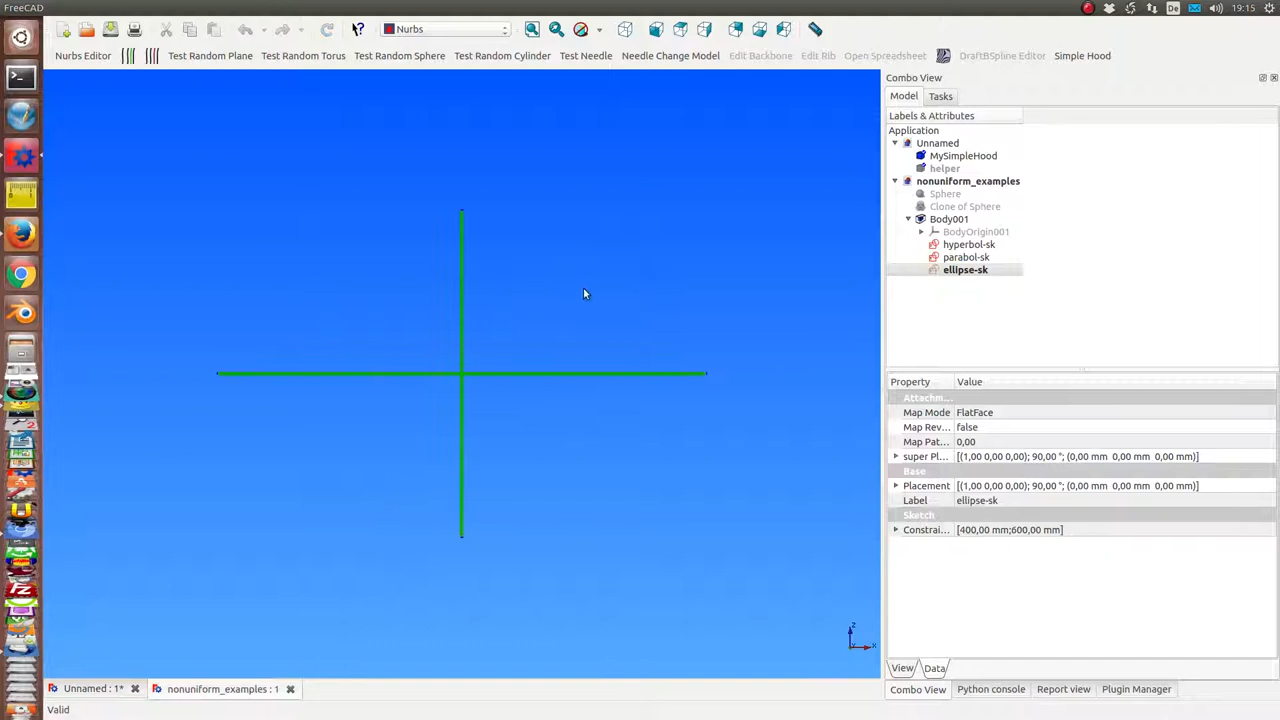 FreeCAD
De
19:15
Nurbs
Nurbs Editor
Test Random Plane
Test Random Torus
Test Random Sphere
Test Random Cylinder
Test Needle
Needle Change Model
Edit Backbone
Edit Rib
Open Spreadsheet
DraftBSpline Editor
Simple Hood
Combo View
Model
Tasks
Labels & Attributes
Application
Unnamed
MySimpleHood
helper
nonuniform_examples
Sphere
Clone of Sphere
Body001
BodyOrigin001
hyperbol-sk
parabol-sk
ellipse-sk
Property Value
Attachm...
Map Mode FlatFace
Map Rev... false
Map Pat... 0,00
super Pl... [(1,00 0,00 0,00); 90,00 °; (0,00 mm 0,00 mm 0,00 mm)]
Base
Placement [(1,00 0,00 0,00); 90,00 °; (0,00 mm 0,00 mm 0,00 mm)]
Label ellipse-sk
Sketch
Constrai... [400,00 mm;600,00 mm]
z
x
View
Data
Unnamed : 1*
nonuniform_examples : 1
Combo View
Python console
Report view
Plugin Manager
Valid